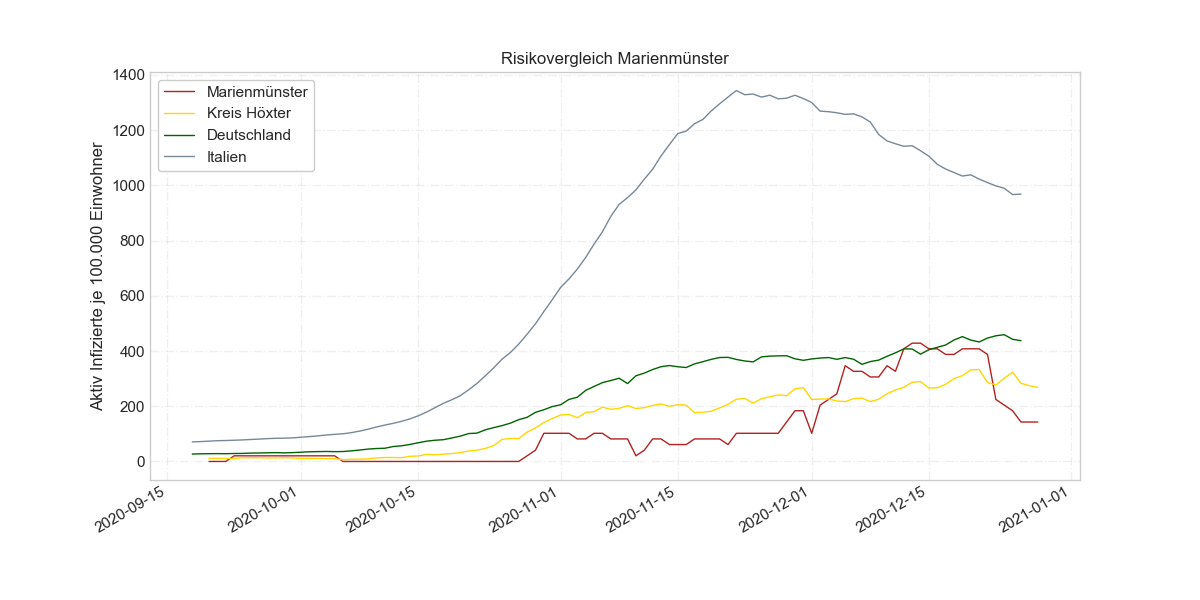 Risikovergleich Marienmünster
Aktiv Infizierte je 100.000 Einwohner
1400
1200
1000
800
600
400
200
0
Marienmünster
Kreis Höxter
Deutschland
Italien
2020-09-15
2020-10-01
2020-10-15
2020-11-01
2020-11-15
2020-12-01
2020-12-15
2021-01-01